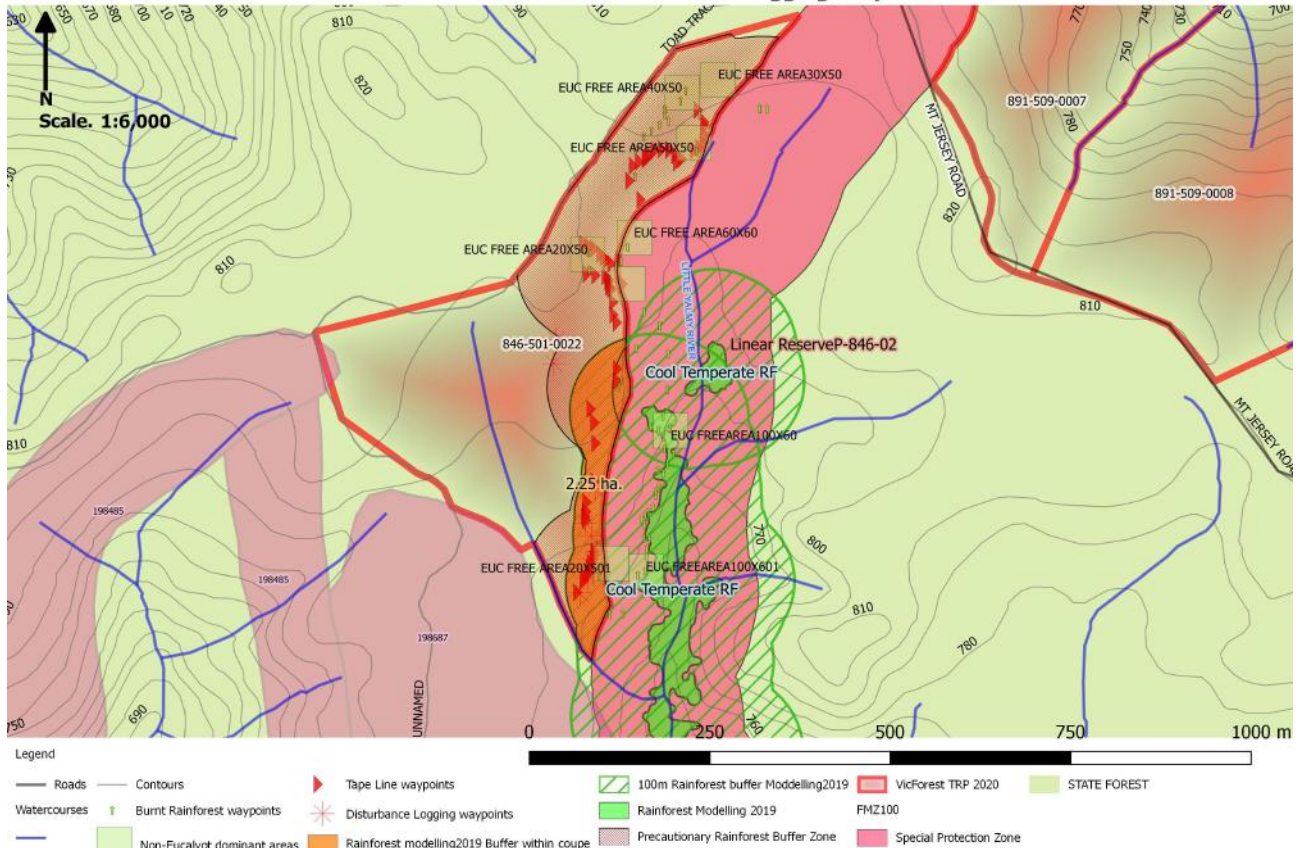 810
820
N
Scale. 1:6,000
TOAD TRAC
EUC FREE AREA40X50
EUC FREE AREA30X50
EUC FREE AREA50X50
EUC FREE AREA60X60
EUC FREE AREA20X50
891-509-0007
891-509-0008
MT JERSEY ROAD
820
810
810
LITTLE YALMY RIVER
846-501-0022
Linear ReserveP-846-02
Cool Temperate RF
EUC FREEAREA100X60
MT JERSEY ROA
810
2.25 ha.
198485
198485
770
800
EUC FREE AREA20X501
EUC FREEAREA100X601
Cool Temperate RF
810
780
198687
690
UNNAMED
750
760
0 250 500 750 1000 m
Legend
Roads
Contours
Tape Line waypoints
100m Rainforest buffer Moddelling2019
VicForest TRP 2020
STATE FOREST
Watercourses
Burnt Rainforest waypoints
Disturbance Logging waypoints
Rainforest Modelling 2019
FMZ100
Non-Eucalypt dominant areas
Rainforest modelling2019 Buffer within coupe
Precautionary Rainforest Buffer Zone
Special Protection Zone